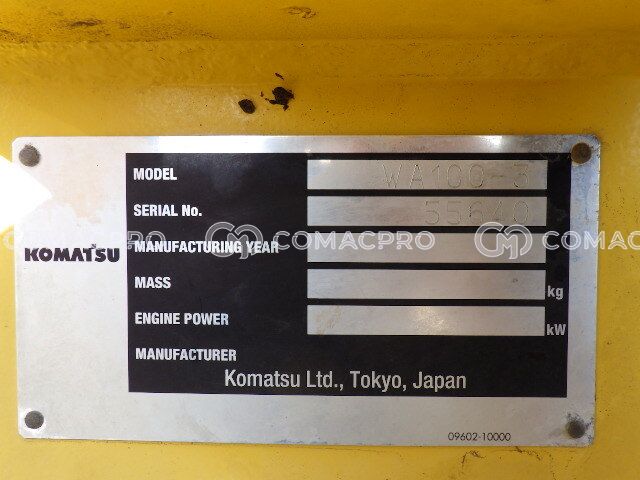 MODEL WA100-3
SERIAL No. 55640
KOMATSU
MANUFACTURING YEAR
COMACPRO COMACPRO
MASS kg
ENGINE POWER kW
MANUFACTURER
Komatsu Ltd., Tokyo, Japan
09602-10000